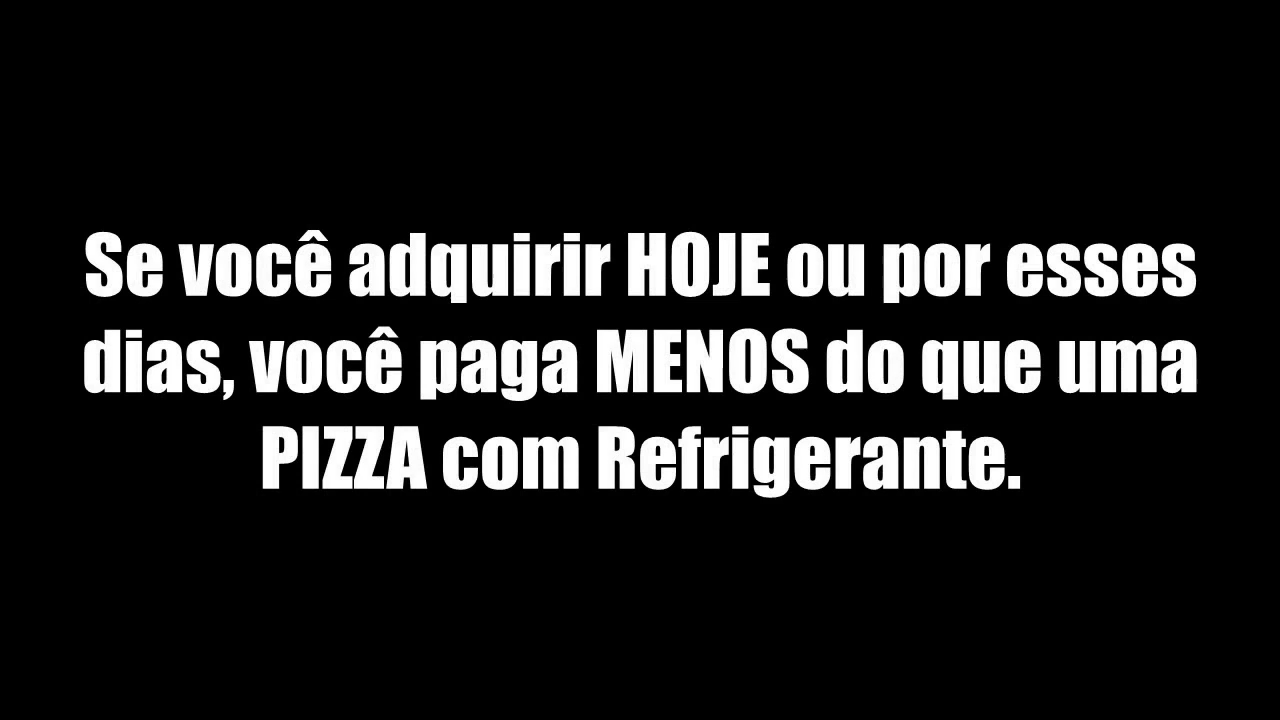 Se você adquirir HOJE ou por esses
dias, você paga MENOS do que uma
PIZZA com Refrigerante.